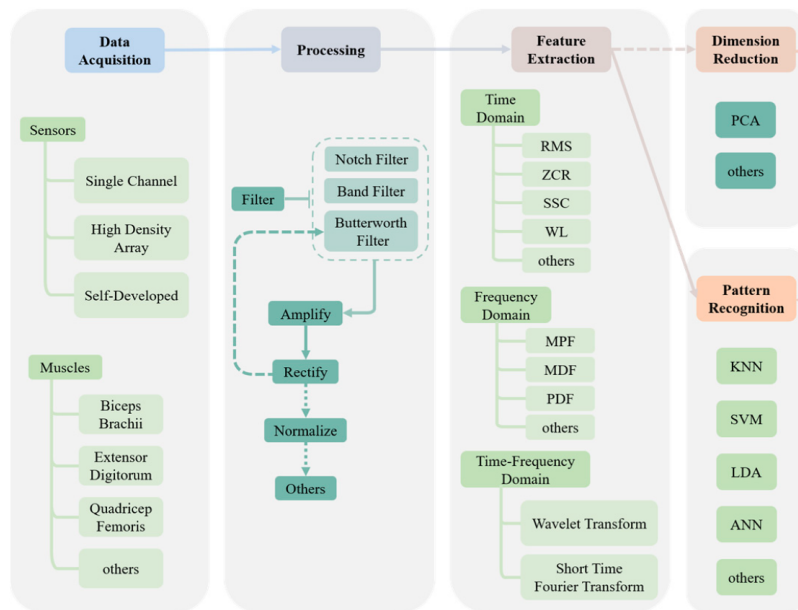 Data
Acquisition
Sensors
Single Channel
High Density
Array
Self-Developed
Muscles
Biceps
Brachii
Extensor
Digitorum
Quadricep
Femoris
others
Processing
Filter
Notch Filter
Band Filter
Butterworth
Filter
Amplify
Rectify
Normalize
Others
Feature
Extraction
Time
Domain
RMS
ZCR
SSC
WL
others
Frequency
Domain
MPF
MDF
PDF
others
Time-Frequency
Domain
Wavelet Transform
Short Time
Fourier Transform
Dimension
Reduction
PCA
others
Pattern
Recognition
KNN
SVM
LDA
ANN
others